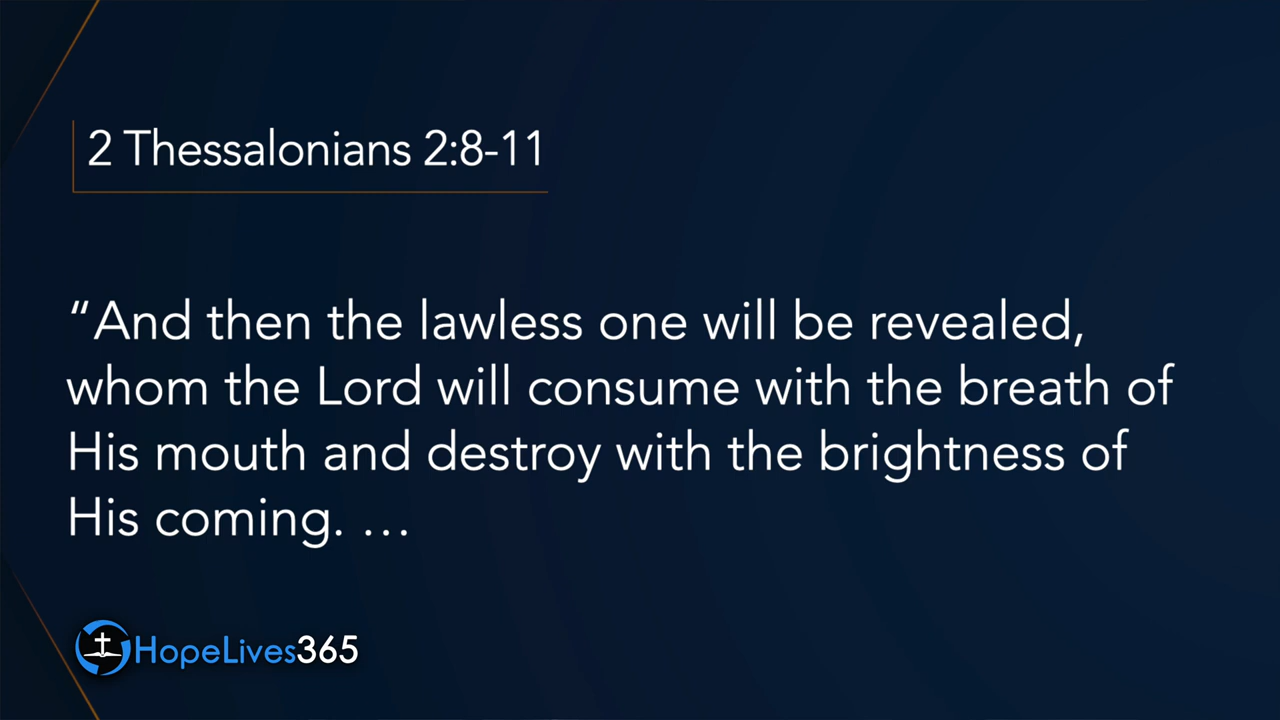 2 Thessalonians 2:8-11
“And then the lawless one will be revealed,
whom the Lord will consume with the breath of
His mouth and destroy with the brightness of
His coming. …
HopeLives365